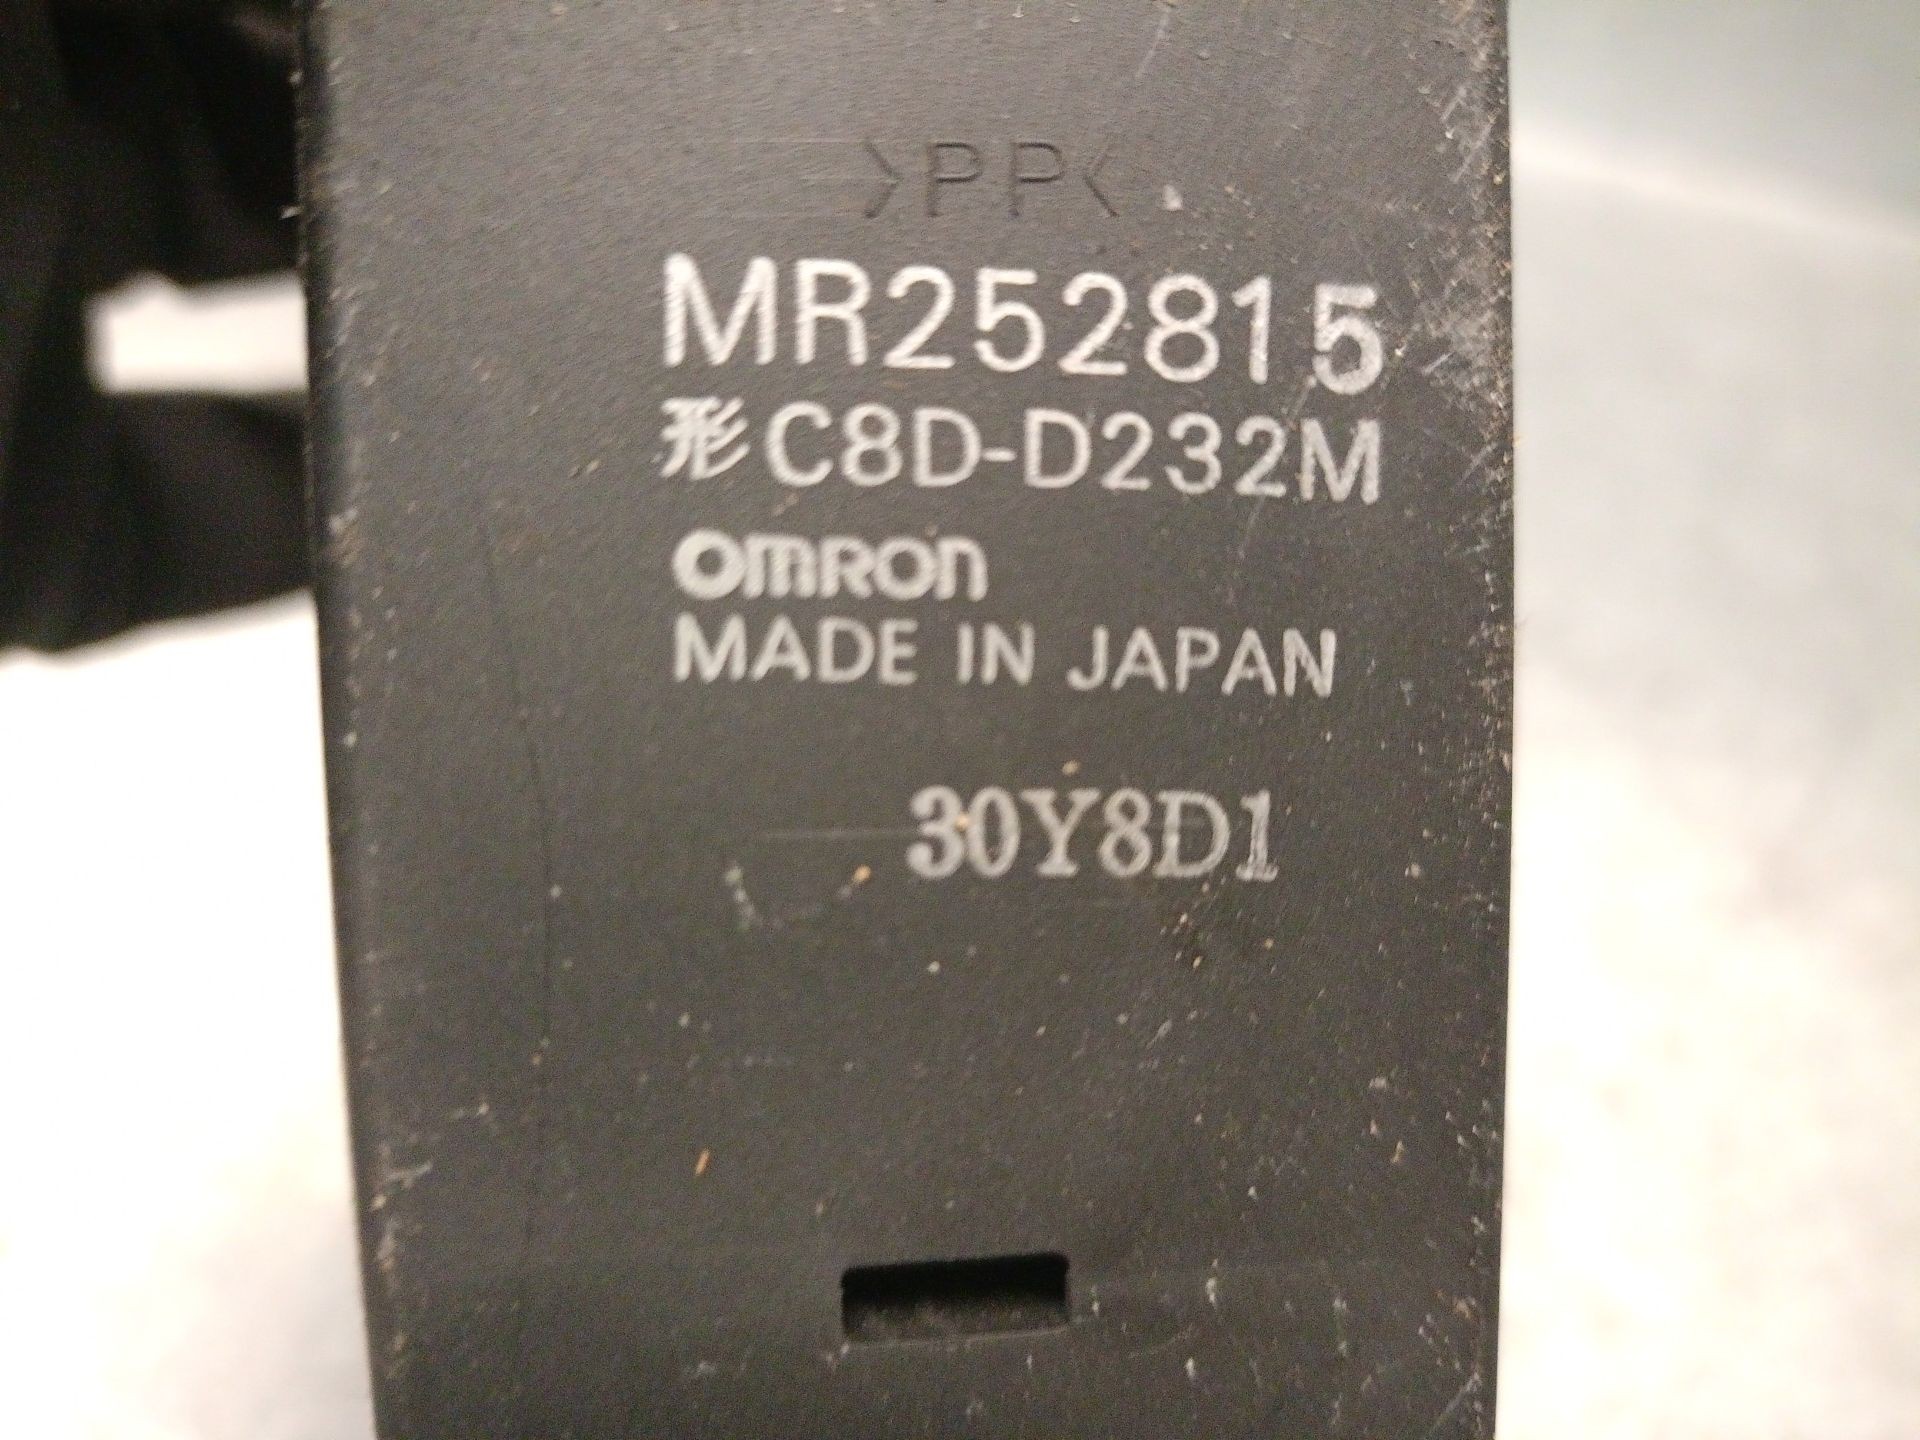 >PP<
MR252815
形C8D-D232M
omron
MADE IN JAPAN
30Y8D1